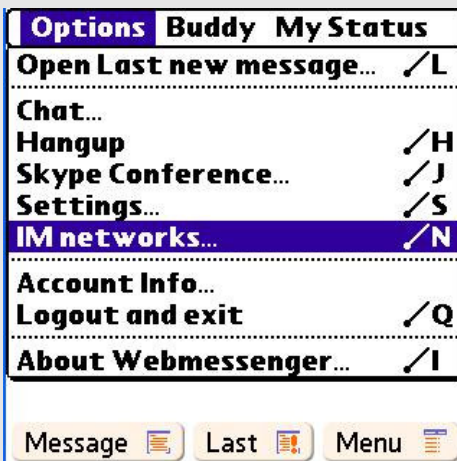 Options Buddy My Status
Open Last new message... /L
Chat...
Hangup /H
Skype Conference... /J
Settings... /S
IM networks... /N
Account Info...
Logout and exit /Q
About Webmessenger... /I
Message Last Menu